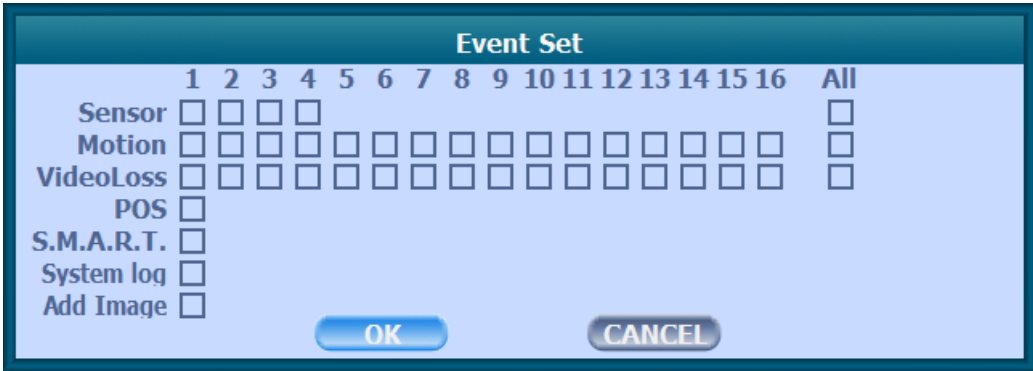 Event Set
1 2 3 4 5 6 7 8 9 10 11 12 13 14 15 16 All
Sensor
Motion
VideoLoss
POS
S.M.A.R.T.
System log
Add Image
OK CANCEL